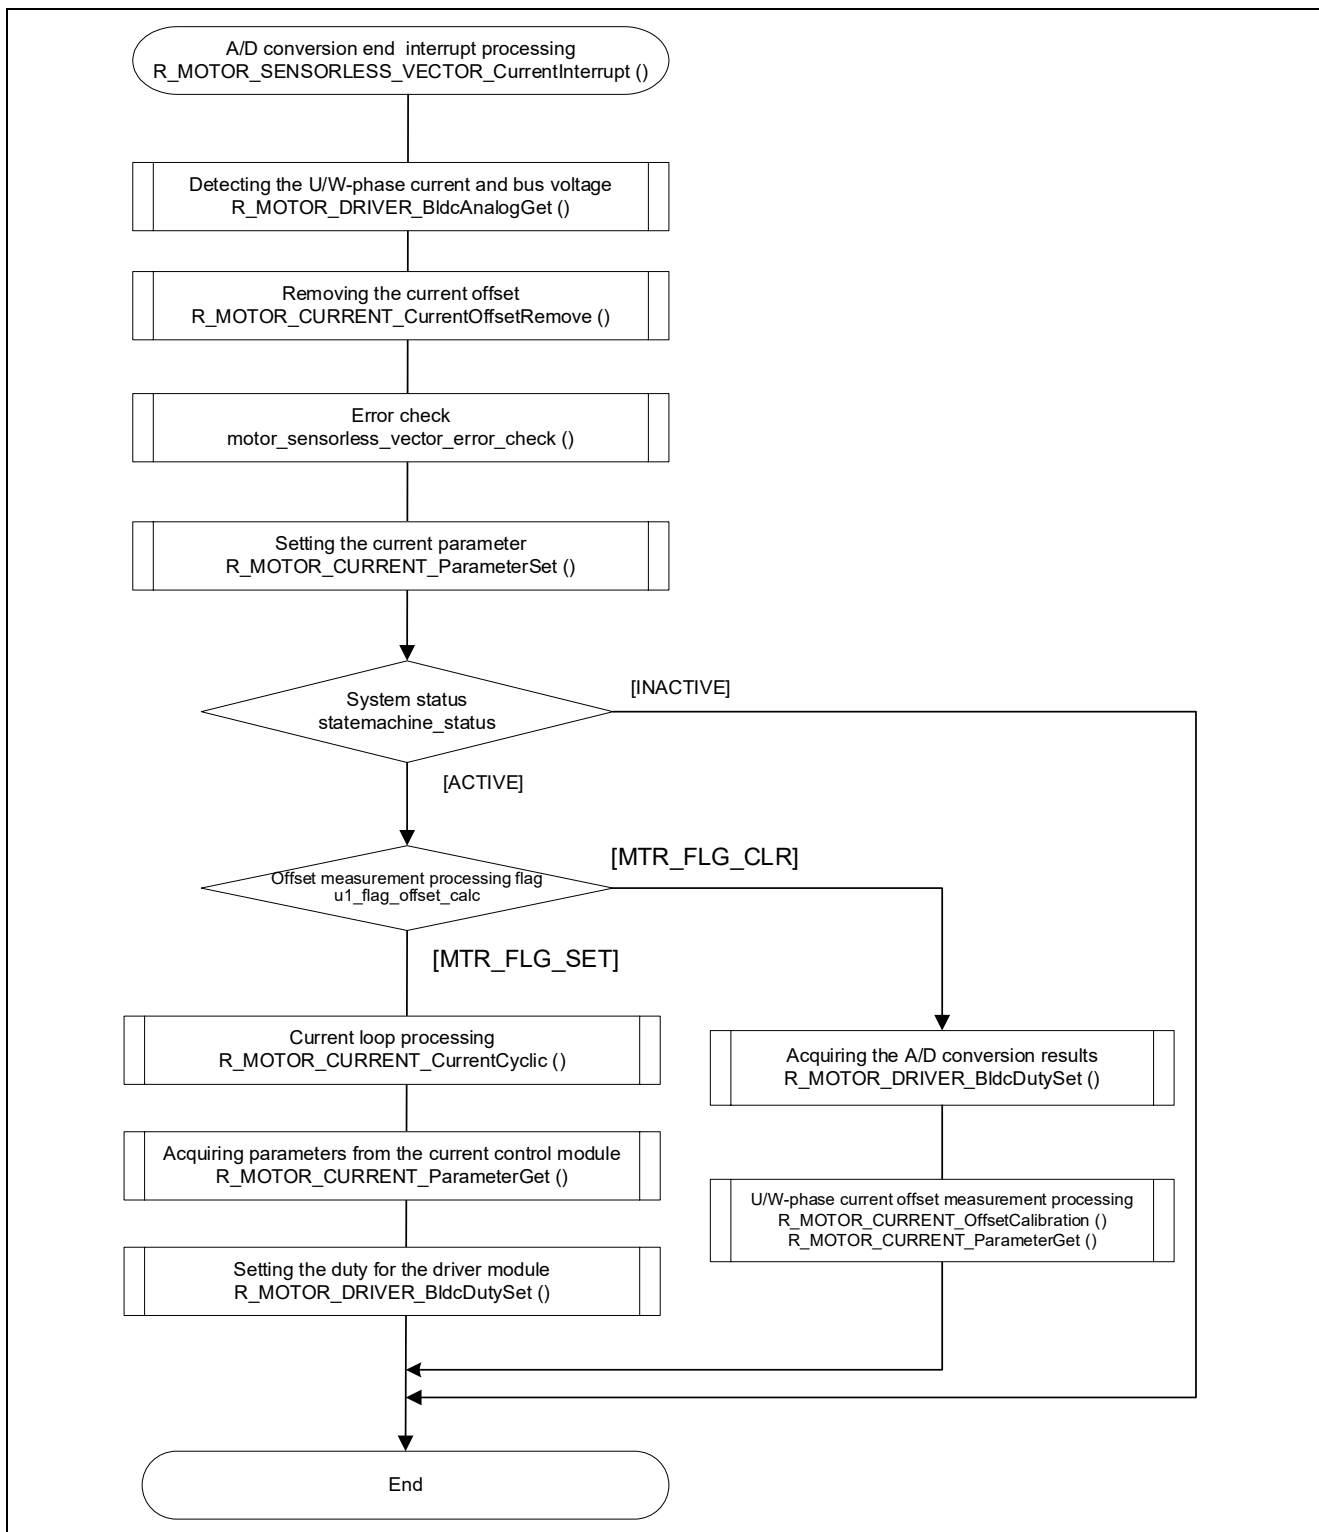 A/D conversion end  interrupt processing
R_MOTOR_SENSORLESS_VECTOR_CurrentInterrupt ()
Detecting the U/W-phase current and bus voltage
R_MOTOR_DRIVER_BldcAnalogGet ()
Removing the current offset
R_MOTOR_CURRENT_CurrentOffsetRemove ()
Error check
motor_sensorless_vector_error_check ()
Setting the current parameter
R_MOTOR_CURRENT_ParameterSet ()
System status
statemachine_status
[INACTIVE]
[ACTIVE]
Offset measurement processing flag
u1_flag_offset_calc
[MTR_FLG_CLR]
[MTR_FLG_SET]
Current loop processing
R_MOTOR_CURRENT_CurrentCyclic ()
Acquiring parameters from the current control module
R_MOTOR_CURRENT_ParameterGet ()
Setting the duty for the driver module
R_MOTOR_DRIVER_BldcDutySet ()
Acquiring the A/D conversion results
R_MOTOR_DRIVER_BldcDutySet ()
U/W-phase current offset measurement processing
R_MOTOR_CURRENT_OffsetCalibration ()
R_MOTOR_CURRENT_ParameterGet ()
End